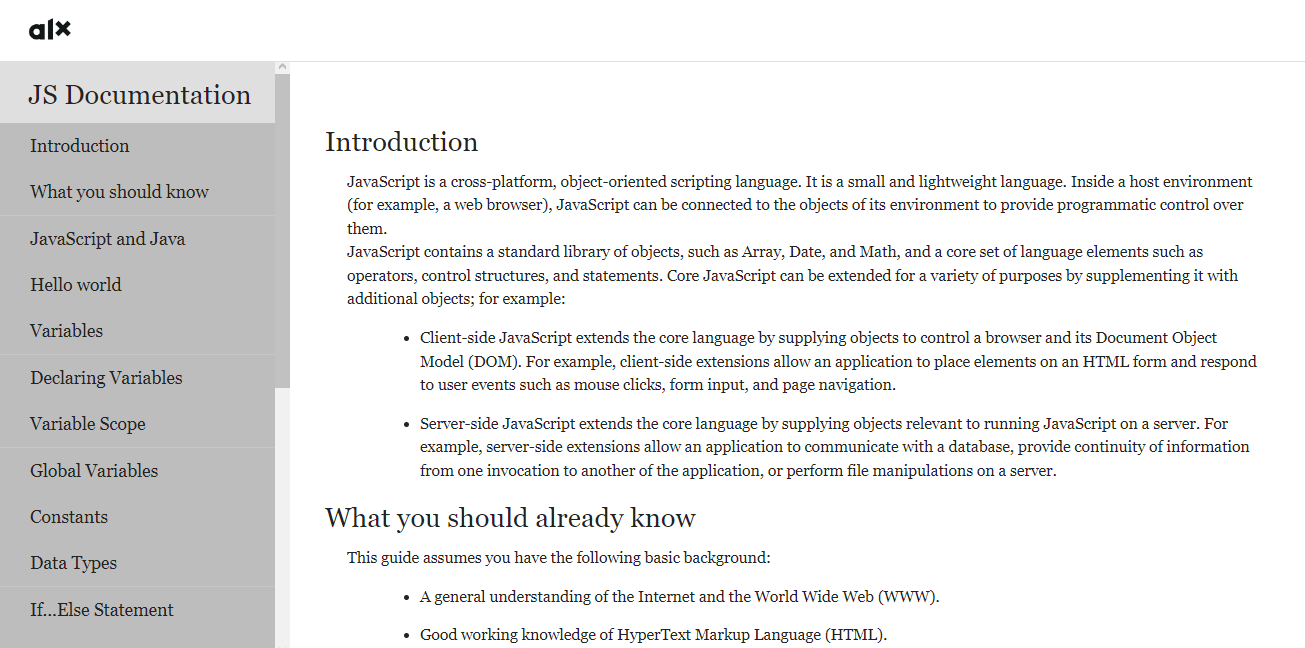 alx
JS Documentation
Introduction
What you should know
JavaScript and Java
Hello world
Variables
Declaring Variables
Variable Scope
Global Variables
Constants
Data Types
If...Else Statement
Introduction
JavaScript is a cross-platform, object-oriented scripting language. It is a small and lightweight language. Inside a host environment
(for example, a web browser), JavaScript can be connected to the objects of its environment to provide programmatic control over
them.
JavaScript contains a standard library of objects, such as Array, Date, and Math, and a core set of language elements such as
operators, control structures, and statements. Core JavaScript can be extended for a variety of purposes by supplementing it with
additional objects; for example:
• Client-side JavaScript extends the core language by supplying objects to control a browser and its Document Object
Model (DOM). For example, client-side extensions allow an application to place elements on an HTML form and respond
to user events such as mouse clicks, form input, and page navigation.
• Server-side JavaScript extends the core language by supplying objects relevant to running JavaScript on a server. For
example, server-side extensions allow an application to communicate with a database, provide continuity of information
from one invocation to another of the application, or perform file manipulations on a server.
What you should already know
This guide assumes you have the following basic background:
• A general understanding of the Internet and the World Wide Web (WWW).
• Good working knowledge of HyperText Markup Language (HTML).